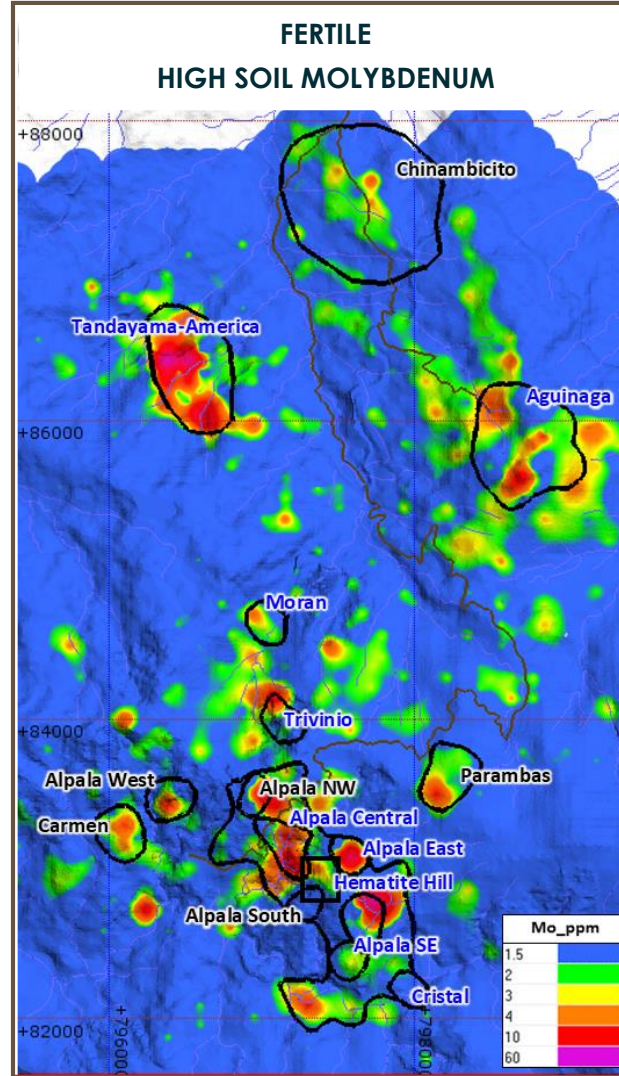 FERTILE
HIGH SOIL MOLYBDENUM
+88000
Chinambicito
Tandayama-America
Aguinaga
+86000
Moran
Trivinio
+84000
Parambas
Alpala West
Alpala NW
Carmen
Alpala Central
Alpala East
Hematite Hill
Alpala South
Alpala SE
Cristal
+82000
+796000
+798000
Mo_ppm
1.5
2
3
4
10
60